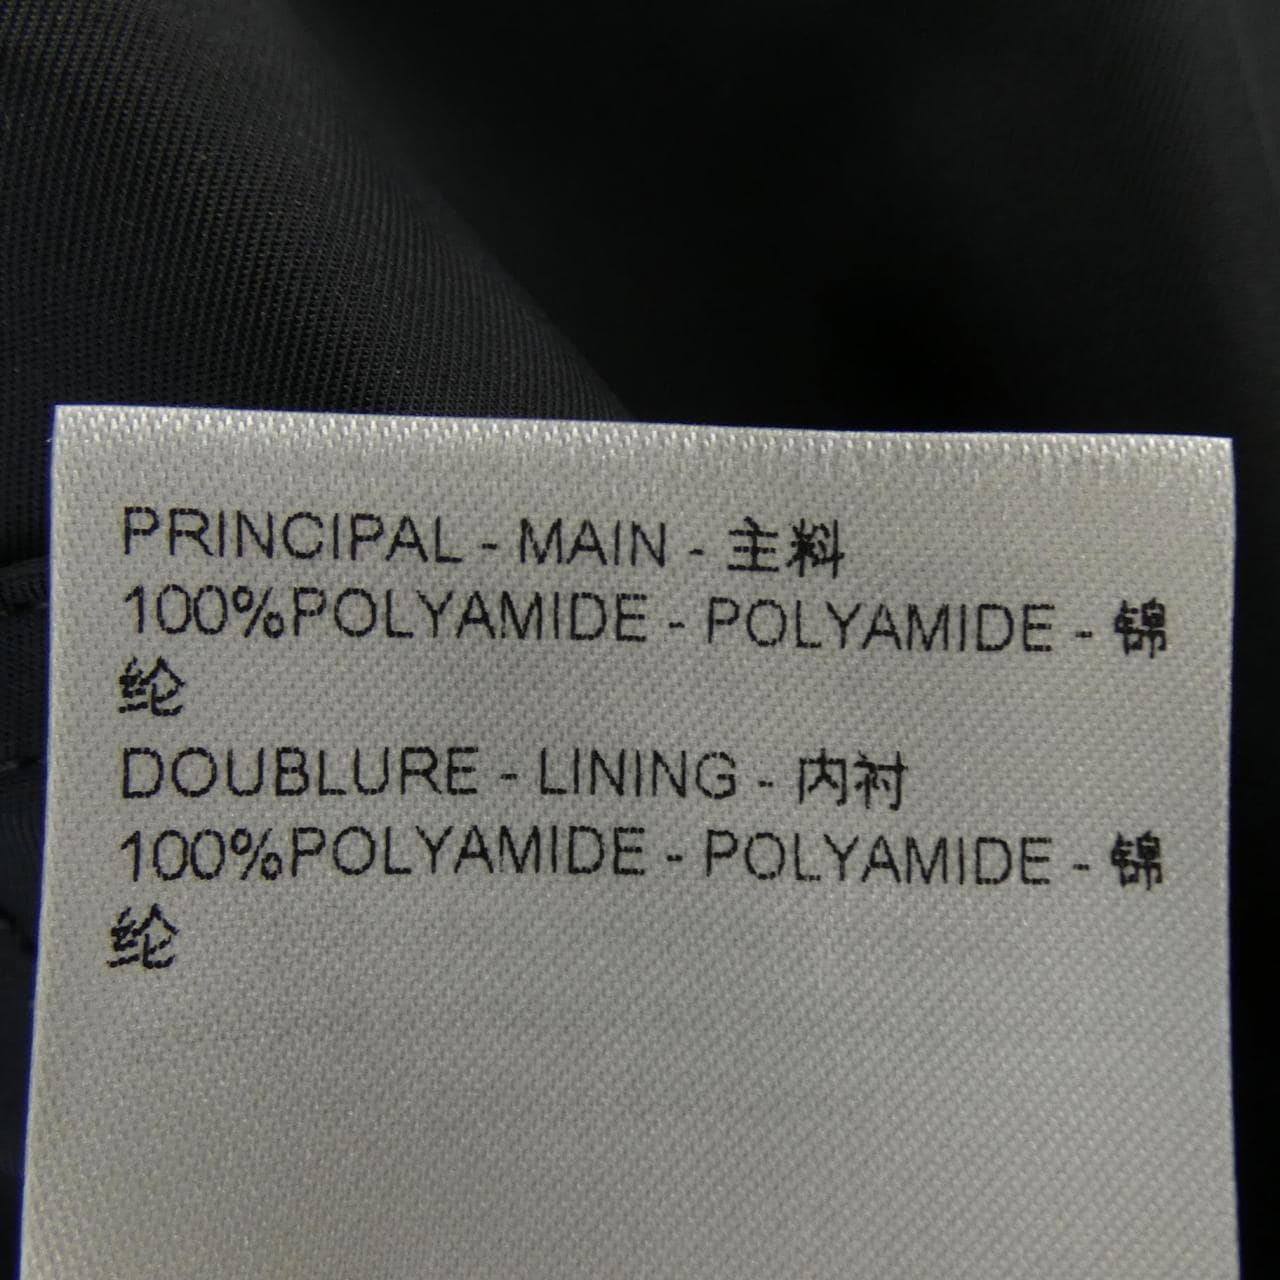 PRINCIPAL - MAIN - 主料
100%POLYAMIDE - POLYAMIDE - 锦
纶
DOUBLURE - LINING - 内衬
100%POLYAMIDE - POLYAMIDE - 锦
纶